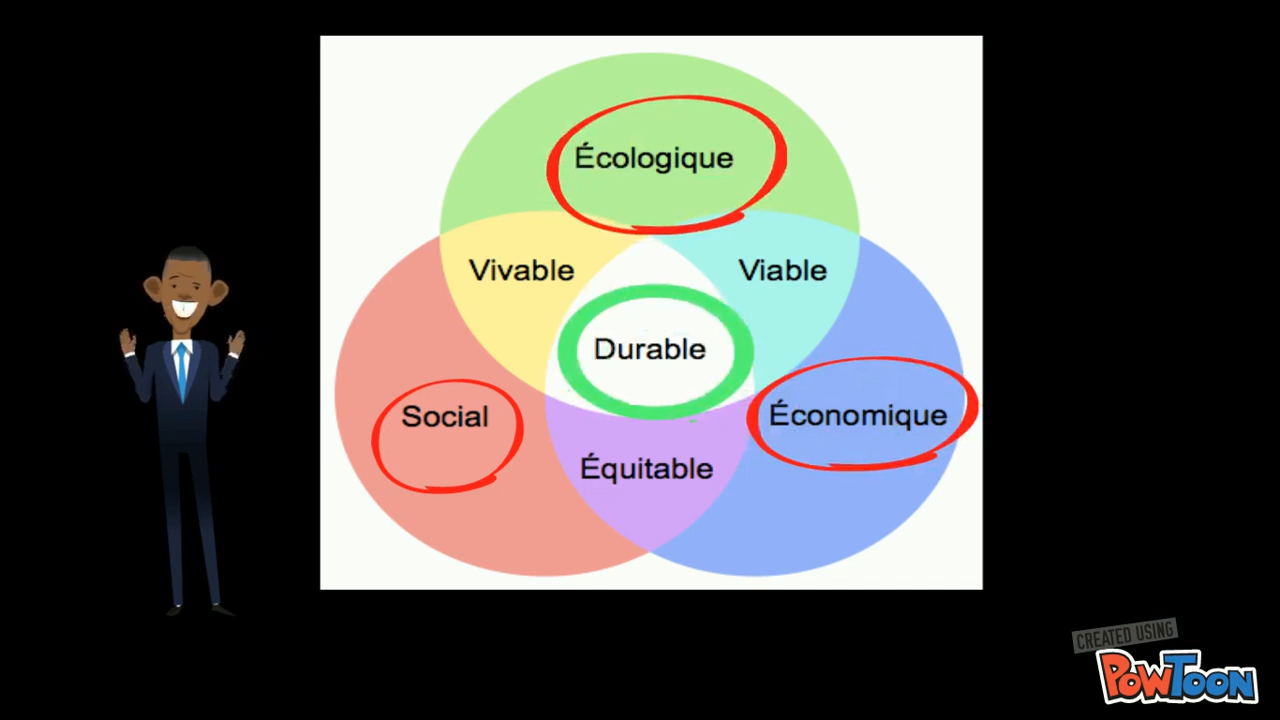 Écologique
Vivable
Viable
Durable
Social
Économique
Équitable
CREATED USING
POWTOON